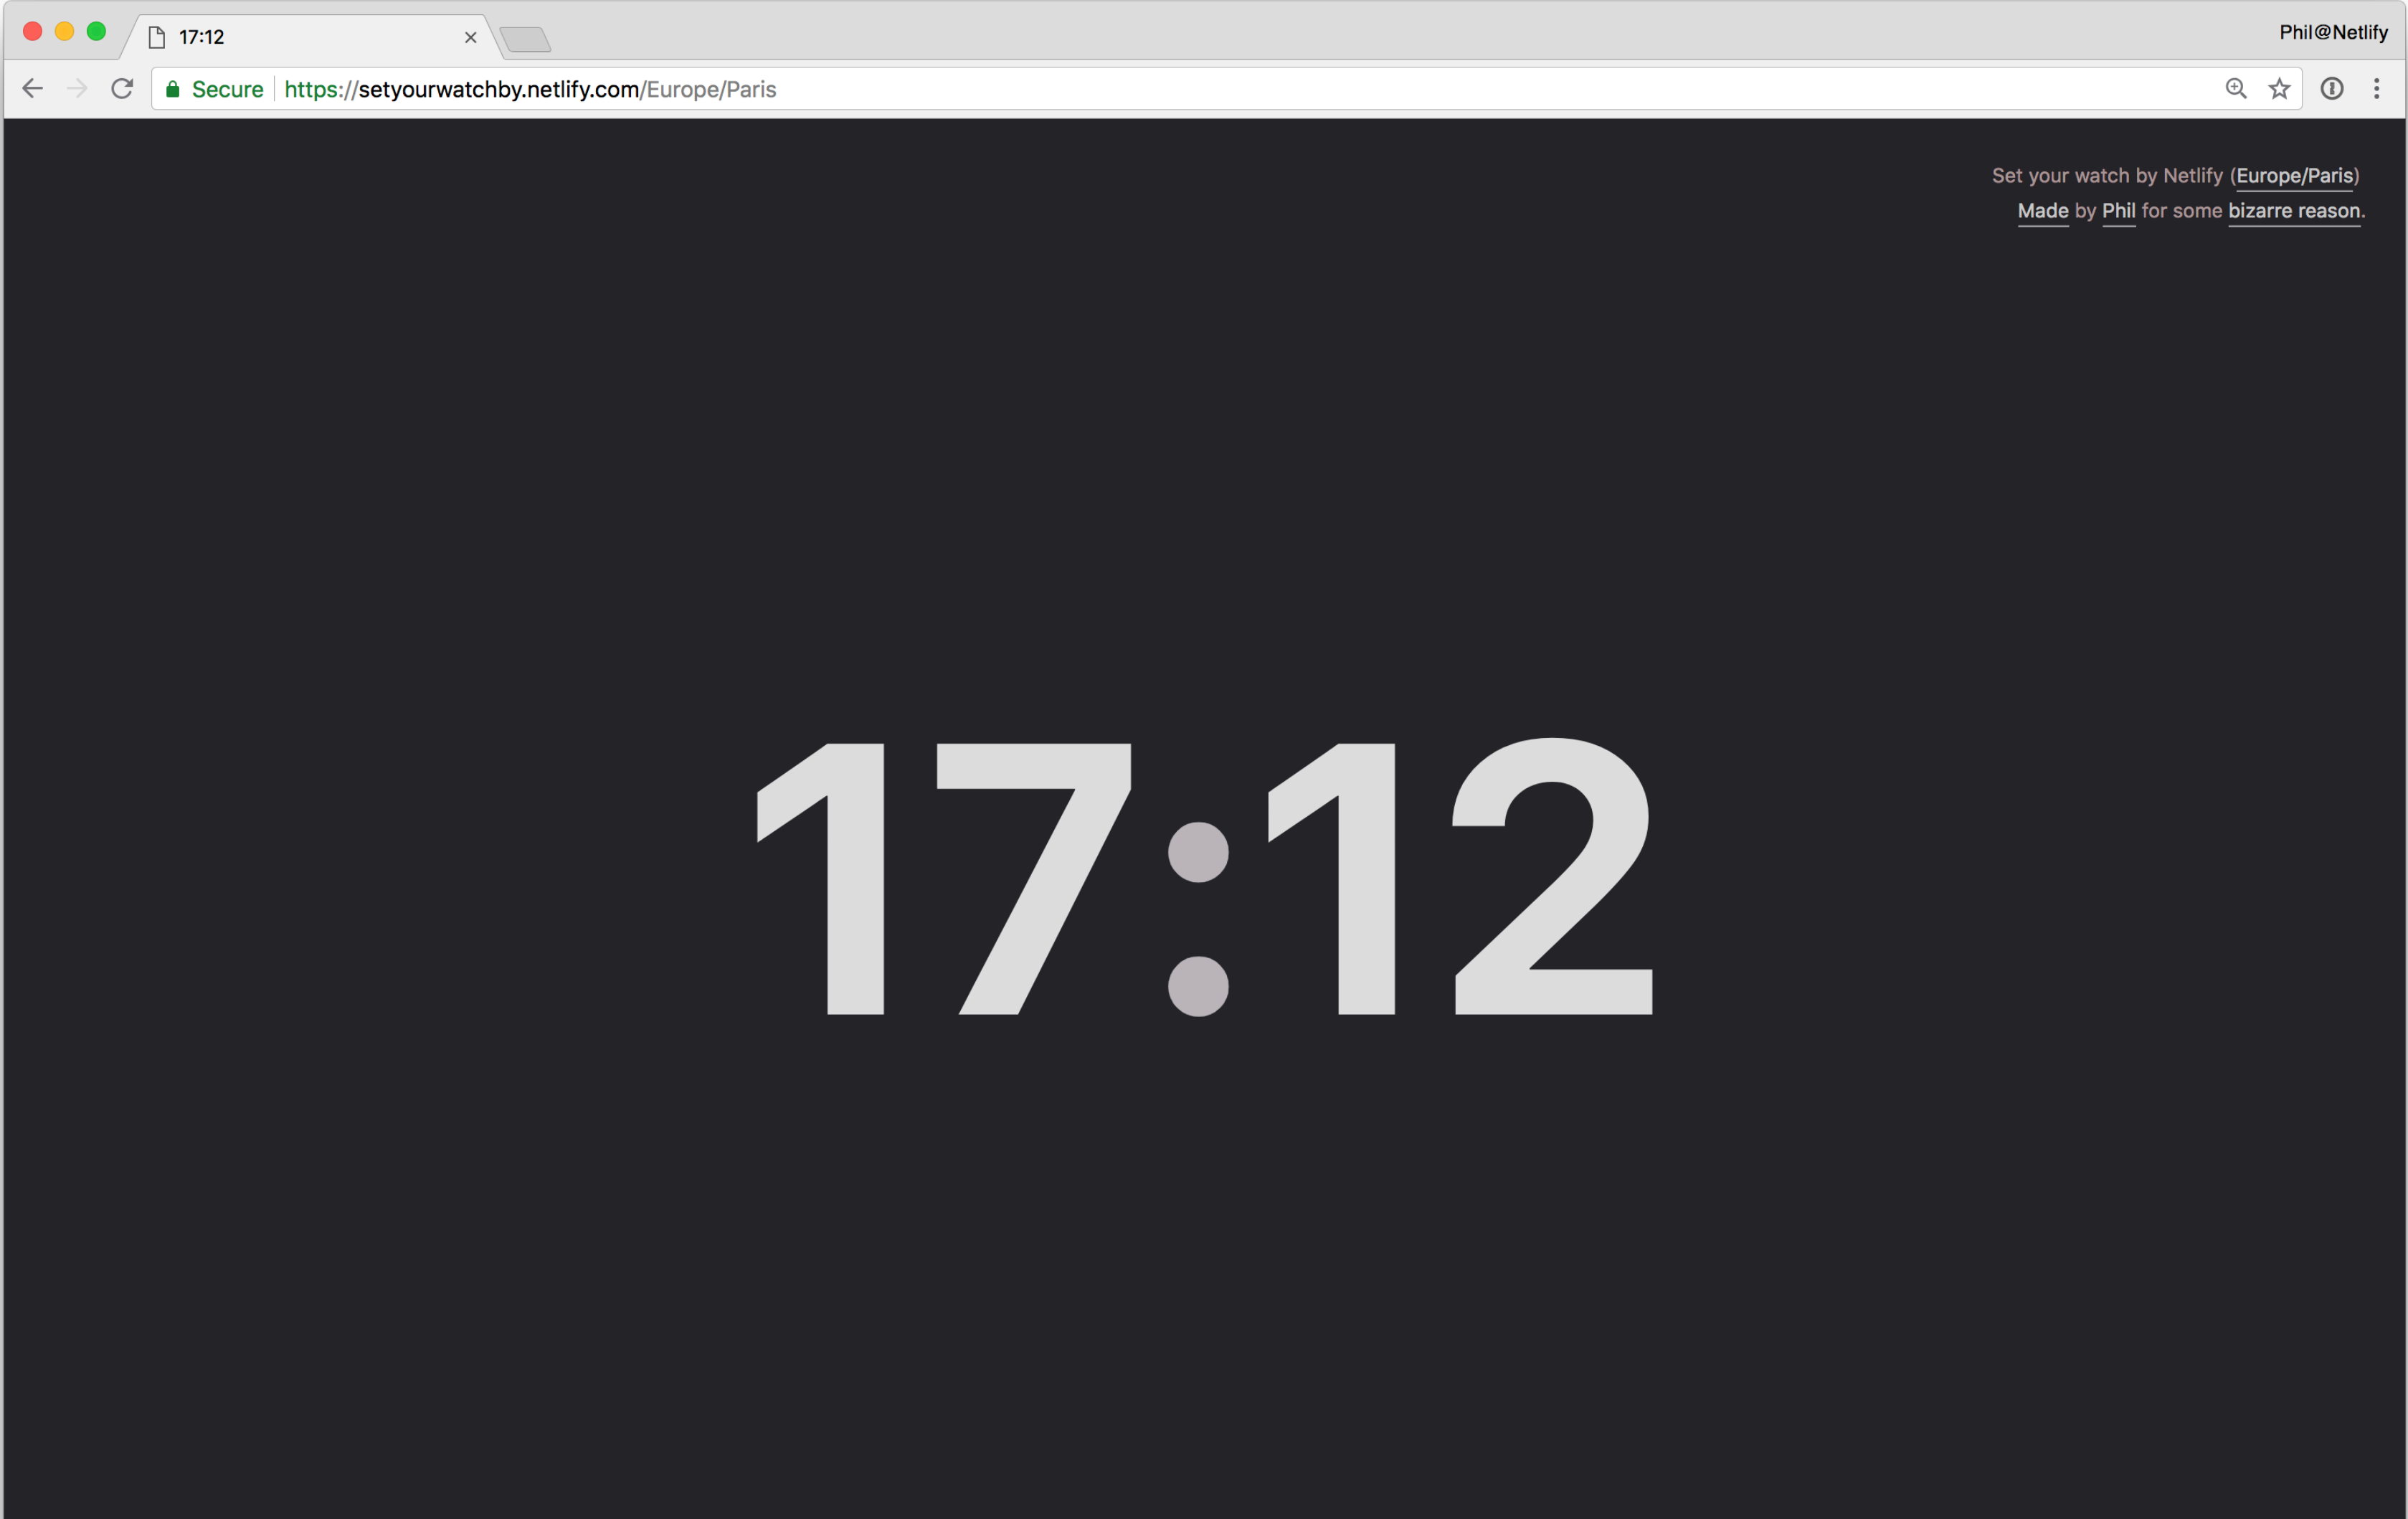 17:12
Phil@Netlify
Secure https://setyourwatchby.netlify.com/Europe/Paris
Set your watch by Netlify (Europe/Paris)
Made by Phil for some bizarre reason.
17:12